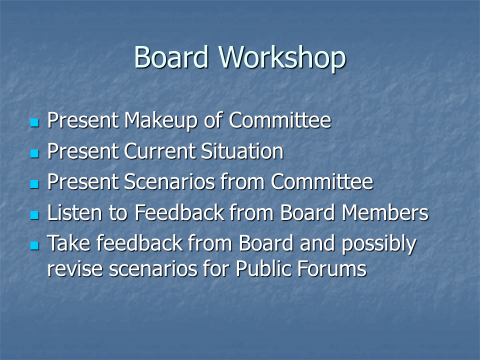 Board Workshop
Present Makeup of Committee
Present Current Situation
Present Scenarios from Committee
Listen to Feedback from Board Members
Take feedback from Board and possibly
revise scenarios for Public Forums